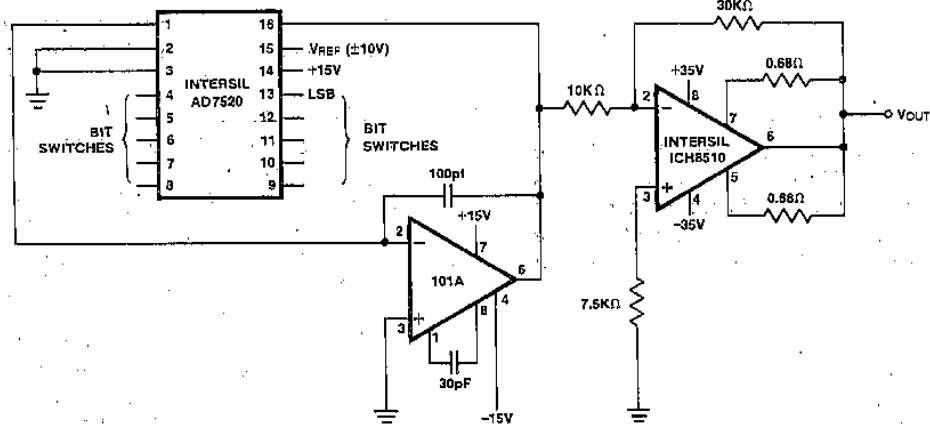 30KΩ
1
16
2
15
VREF (±10V)
3
14
+15V
INTERSIL
AD7520
4
13
LSB
5
12
6
11
7
10
8
9
BIT
SWITCHES
BIT
SWITCHES
100pf
2
−
+15V
7
101A
6
4
8
3
+
1
30pF
−15V
10KΩ
+35V
0.68Ω
2
−
8
7
INTERSIL
ICH8510
6
VOUT
3
+
5
4
−35V
0.68Ω
7.5KΩ